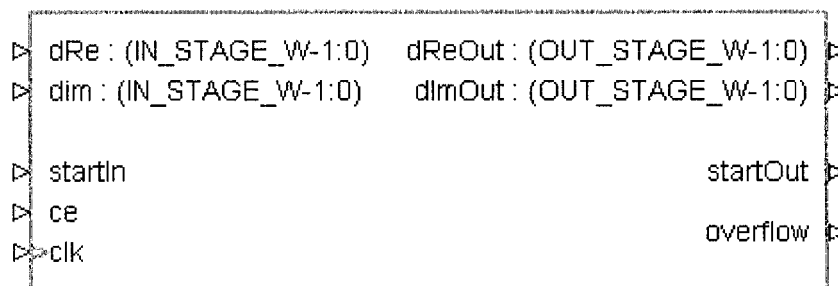 dRe : (IN_STAGE_W-1:0) dReOut : (OUT_STAGE_W-1:0)
dim : (IN_STAGE_W-1:0) dImOut : (OUT_STAGE_W-1:0)
startIn
startOut
ce
overflow
clk